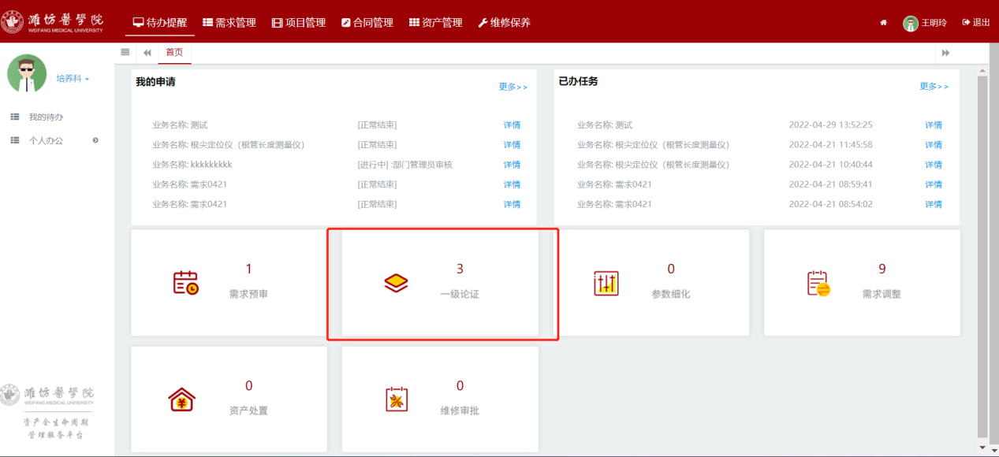 潍坊醫學院
WEIFANG MEDICAL UNIVERSITY
待办提醒 需求管理 项目管理 合同管理 资产管理 维修保养
王明玲 退出
首页
培养科
我的待办
个人办公
我的申请
更多>>
业务名称: 测试 [正常结束] 详情
业务名称: 根尖定位仪（根管长度测量仪） [正常结束] 详情
业务名称: kkkkkkkkk [进行中] :部门管理员审核 详情
业务名称: 需求0421 [正常结束] 详情
业务名称: 需求0421 [正常结束] 详情
已办任务
更多>>
业务名称: 测试 2022-04-29 13:52:25 详情
业务名称: 根尖定位仪（根管长度测量仪） 2022-04-21 11:45:58 详情
业务名称: 根尖定位仪（根管长度测量仪） 2022-04-21 10:40:44 详情
业务名称: 需求0421 2022-04-21 08:59:41 详情
业务名称: 需求0421 2022-04-21 08:54:02 详情
1
需求预审
3
一级论证
0
参数细化
9
需求调整
0
资产处置
0
维修审批
潍坊醫學院
WEIFANG MEDICAL UNIVERSITY
资产全生命周期
管理服务平台